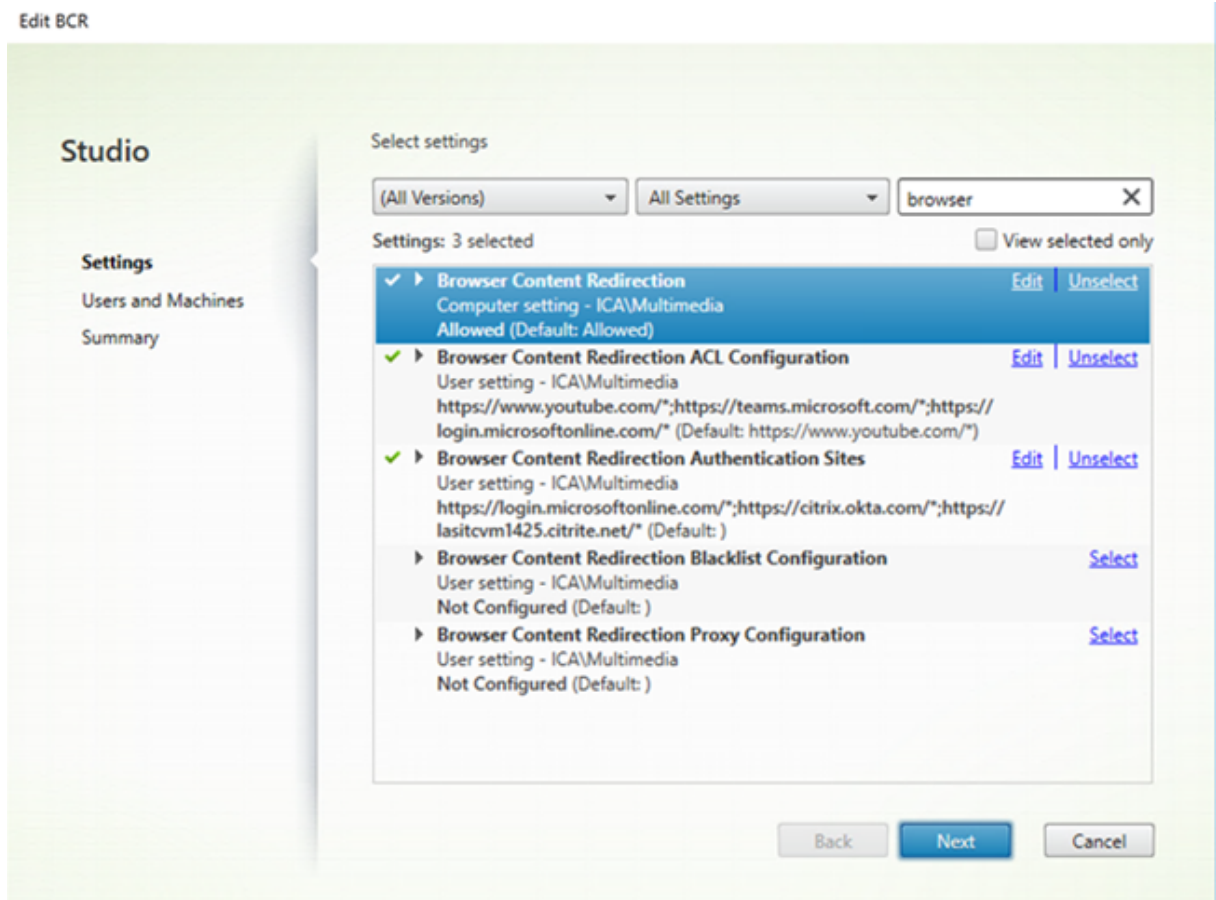 Edit BCR
Studio
Settings
Users and Machines
Summary
Select settings
(All Versions) All Settings browser
Settings: 3 selected View selected only
Browser Content Redirection Edit Unselect
Computer setting - ICA\Multimedia
Allowed (Default: Allowed)
Browser Content Redirection ACL Configuration Edit Unselect
User setting - ICA\Multimedia
https://www.youtube.com/*;https://teams.microsoft.com/*;https://
login.microsoftonline.com/* (Default: https://www.youtube.com/*)
Browser Content Redirection Authentication Sites Edit Unselect
User setting - ICA\Multimedia
https://login.microsoftonline.com/*;https://citrix.okta.com/*;https://
lasitcvm1425.citrite.net/* (Default: )
Browser Content Redirection Blacklist Configuration Select
User setting - ICA\Multimedia
Not Configured (Default: )
Browser Content Redirection Proxy Configuration Select
User setting - ICA\Multimedia
Not Configured (Default: )
Back Next Cancel